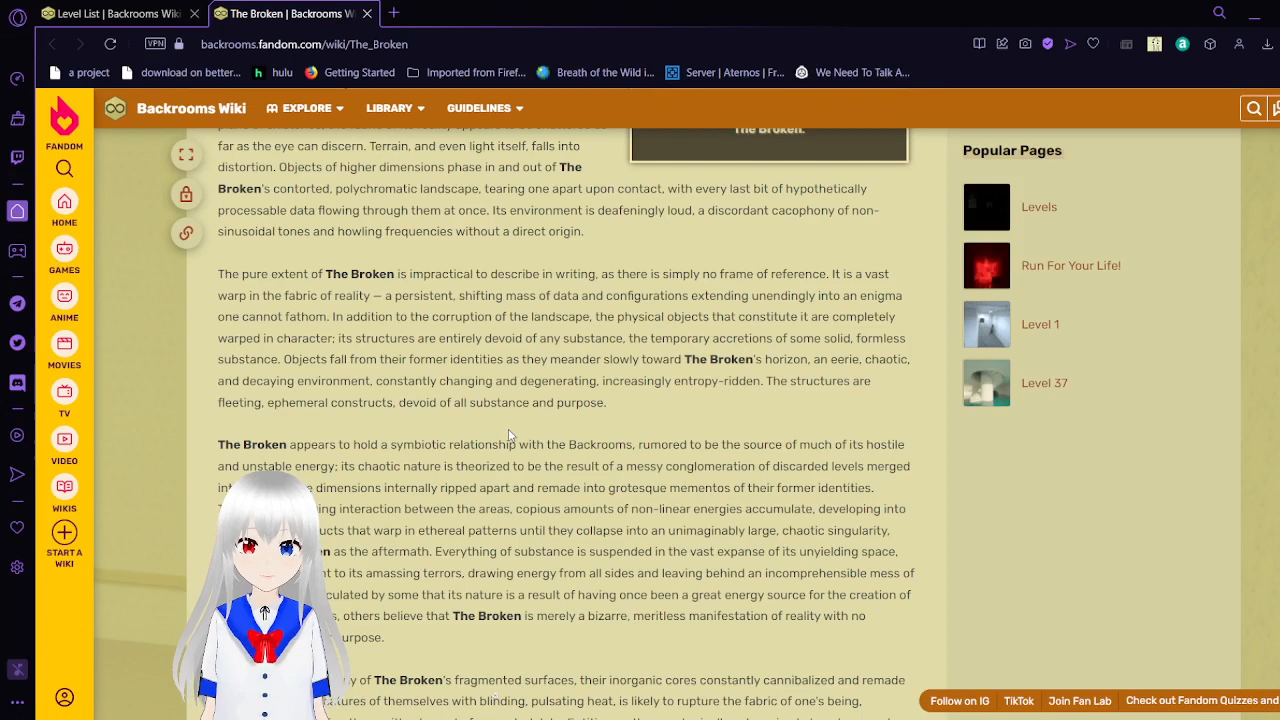 Level List | Backrooms Wiki
The Broken | Backrooms W
VPN
backrooms.fandom.com/wiki/The_Broken
a project
download on better...
hulu
Getting Started
Imported from Firef...
Breath of the Wild i...
Server | Aternos | Fr...
We Need To Talk A...
FANDOM
HOME
GAMES
ANIME
MOVIES
TV
VIDEO
WIKIS
START A
WIKI
Backrooms Wiki
EXPLORE
LIBRARY
GUIDELINES
The Broken.
far as the eye can discern. Terrain, and even light itself, falls into
distortion. Objects of higher dimensions phase in and out of The
Broken's contorted, polychromatic landscape, tearing one apart upon contact, with every last bit of hypothetically
processable data flowing through them at once. Its environment is deafeningly loud, a discordant cacophony of non-
sinusoidal tones and howling frequencies without a direct origin.
The pure extent of The Broken is impractical to describe in writing, as there is simply no frame of reference. It is a vast
warp in the fabric of reality — a persistent, shifting mass of data and configurations extending unendingly into an enigma
one cannot fathom. In addition to the corruption of the landscape, the physical objects that constitute it are completely
warped in character; its structures are entirely devoid of any substance, the temporary accretions of some solid, formless
substance. Objects fall from their former identities as they meander slowly toward The Broken's horizon, an eerie, chaotic,
and decaying environment, constantly changing and degenerating, increasingly entropy-ridden. The structures are
fleeting, ephemeral constructs, devoid of all substance and purpose.
The Broken appears to hold a symbiotic relationship with the Backrooms, rumored to be the source of much of its hostile
and unstable energy; its chaotic nature is theorized to be the result of a messy conglomeration of discarded levels merged
dimensions internally ripped apart and remade into grotesque mementos of their former identities.
interaction between the areas, copious amounts of non-linear energies accumulate, developing into
that warp in ethereal patterns until they collapse into an unimaginably large, chaotic singularity,
as the aftermath. Everything of substance is suspended in the vast expanse of its unyielding space,
to its amassing terrors, drawing energy from all sides and leaving behind an incomprehensible mess of
by some that its nature is a result of having once been a great energy source for the creation of
others believe that The Broken is merely a bizarre, meritless manifestation of reality with no
of The Broken's fragmented surfaces, their inorganic cores constantly cannibalized and remade
of themselves with blinding, pulsating heat, is likely to rupture the fabric of one's being,
Popular Pages
Levels
Run For Your Life!
Level 1
Level 37
Follow on IG
TikTok
Join Fan Lab
Check out Fandom Quizzes and